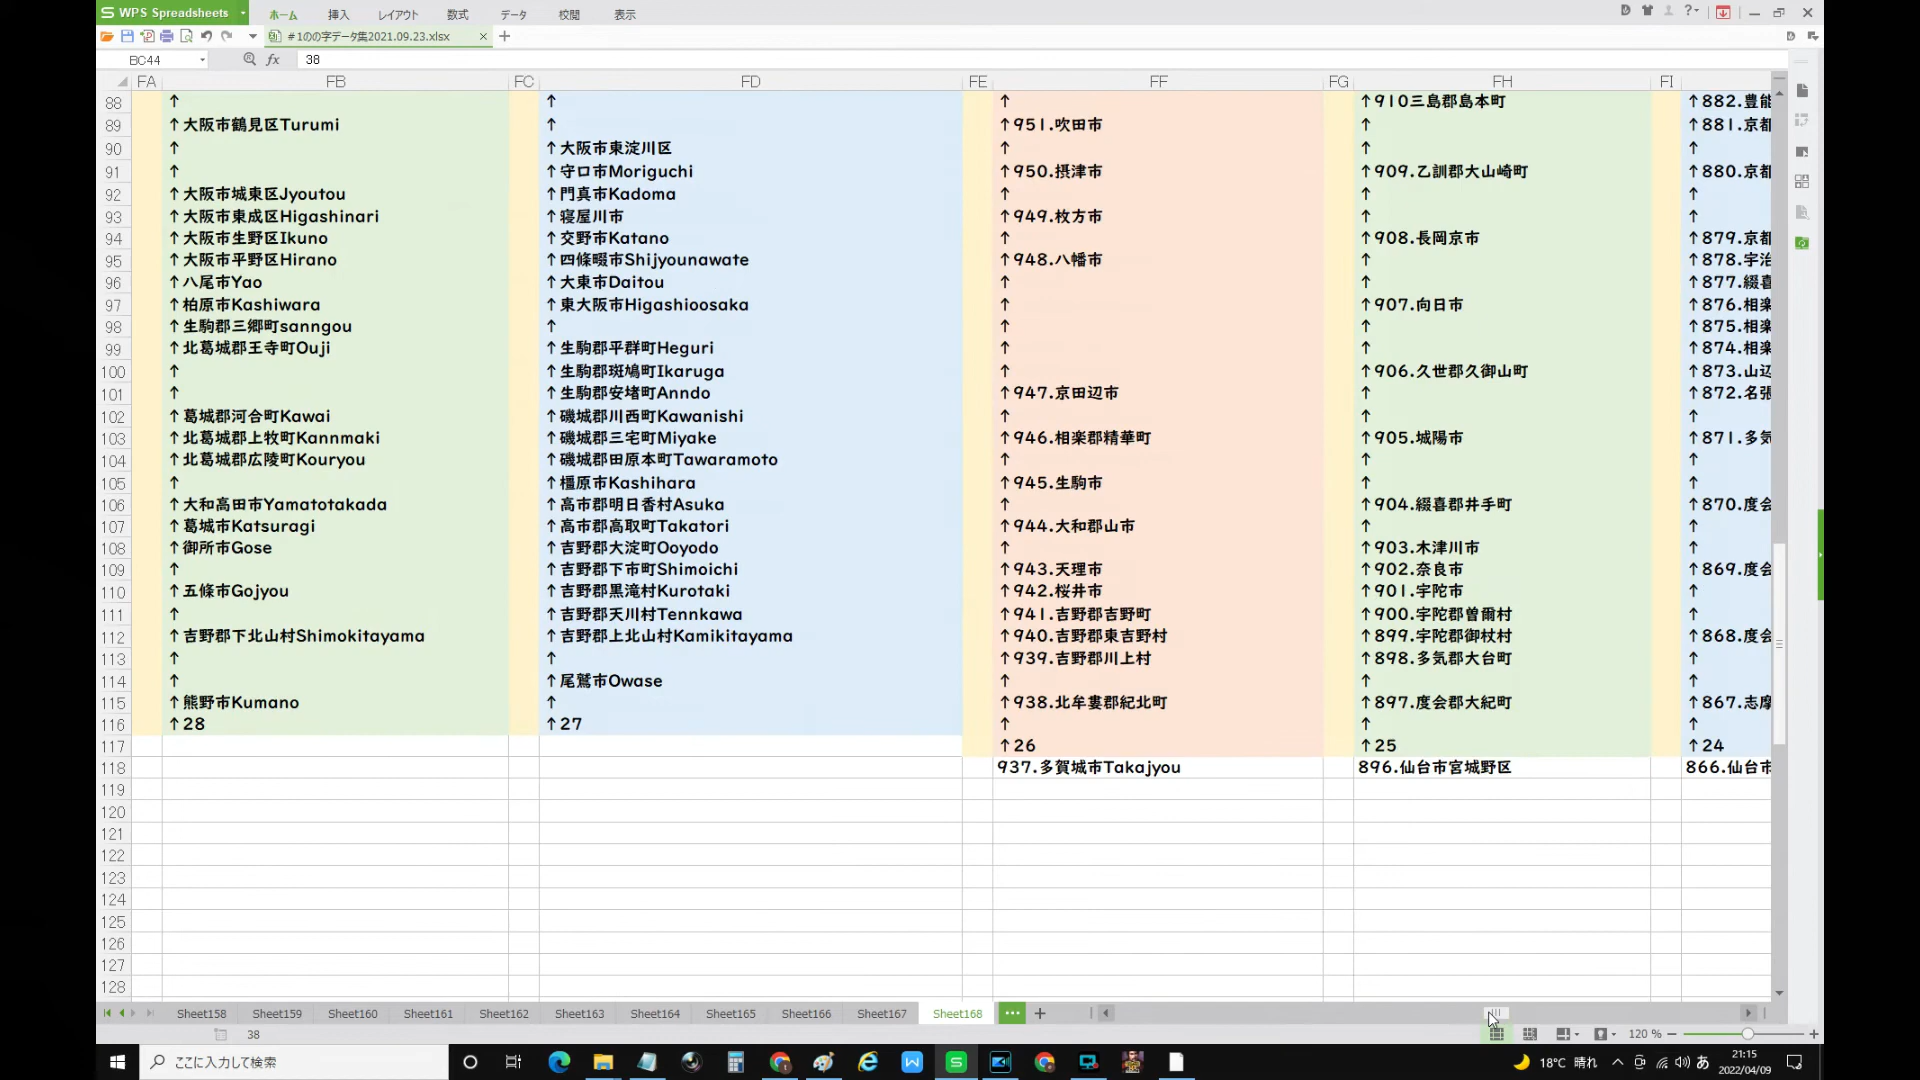 WPS Spreadsheets
ホーム 挿入 レイアウト 数式 データ 校閲 表示
#1のの字データ集2021.09.23.xlsx
BC44 fx 38
FA FB FC FD FE FF FG FH FI
88 ↑ ↑ ↑ ↑910三島郡島本町 ↑882.豊能
89 ↑大阪市鶴見区Turumi ↑ ↑951.吹田市 ↑ ↑881.京都
90 ↑ ↑大阪市東淀川区 ↑ ↑ ↑
91 ↑ ↑守口市Moriguchi ↑950.摂津市 ↑909.乙訓郡大山崎町 ↑880.京都
92 ↑大阪市城東区Jyoutou ↑門真市Kadoma ↑ ↑ ↑
93 ↑大阪市東成区Higashinari ↑寝屋川市 ↑949.枚方市 ↑ ↑
94 ↑大阪市生野区Ikuno ↑交野市Katano ↑ ↑908.長岡京市 ↑879.京都
95 ↑大阪市平野区Hirano ↑四條畷市Shijyounawate ↑948.八幡市 ↑ ↑878.宇治
96 ↑八尾市Yao ↑大東市Daitou ↑ ↑ ↑877.綴喜
97 ↑柏原市Kashiwara ↑東大阪市Higashioosaka ↑ ↑907.向日市 ↑876.相楽
98 ↑生駒郡三郷町sanngou ↑ ↑ ↑ ↑875.相楽
99 ↑北葛城郡王寺町Ouji ↑生駒郡平群町Heguri ↑ ↑ ↑874.相楽
100 ↑ ↑生駒郡斑鳩町Ikaruga ↑ ↑906.久世郡久御山町 ↑873.山辺
101 ↑ ↑生駒郡安堵町Anndo ↑947.京田辺市 ↑ ↑872.名張
102 ↑葛城郡河合町Kawai ↑磯城郡川西町Kawanishi ↑ ↑ ↑
103 ↑北葛城郡上牧町Kannmaki ↑磯城郡三宅町Miyake ↑946.相楽郡精華町 ↑905.城陽市 ↑871.多気
104 ↑北葛城郡広陵町Kouryou ↑磯城郡田原本町Tawaramoto ↑ ↑ ↑
105 ↑ ↑橿原市Kashihara ↑945.生駒市 ↑ ↑
106 ↑大和高田市Yamatotakada ↑高市郡明日香村Asuka ↑ ↑904.綴喜郡井手町 ↑870.度会
107 ↑葛城市Katsuragi ↑高市郡高取町Takatori ↑944.大和郡山市 ↑ ↑
108 ↑御所市Gose ↑吉野郡大淀町Ooyodo ↑ ↑903.木津川市 ↑
109 ↑ ↑吉野郡下市町Shimoichi ↑943.天理市 ↑902.奈良市 ↑869.度会
110 ↑五條市Gojyou ↑吉野郡黒滝村Kurotaki ↑942.桜井市 ↑901.宇陀市
111 ↑ ↑吉野郡天川村Tennkawa ↑941.吉野郡吉野町 ↑900.宇陀郡曽爾村 ↑
112 ↑吉野郡下北山村Shimokitayama ↑吉野郡上北山村Kamikitayama ↑940.吉野郡東吉野村 ↑899.宇陀郡御杖村 ↑868.度会
113 ↑ ↑ ↑939.吉野郡川上村 ↑898.多気郡大台町 ↑
114 ↑ ↑尾鷲市Owase ↑ ↑ ↑
115 ↑熊野市Kumano ↑ ↑938.北牟婁郡紀北町 ↑897.度会郡大紀町 ↑867.志摩
116 ↑28 ↑27 ↑ ↑ ↑
117 ↑26 ↑25 ↑24
118 937.多賀城市Takajyou 896.仙台市宮城野区 866.仙台市
119
120
121
122
123
124
125
126
127
128
Sheet158 Sheet159 Sheet160 Sheet161 Sheet162 Sheet163 Sheet164 Sheet165 Sheet166 Sheet167 Sheet168
38 120 %
ここに入力して検索
18°C 晴れ あ 21:15
2022/04/09